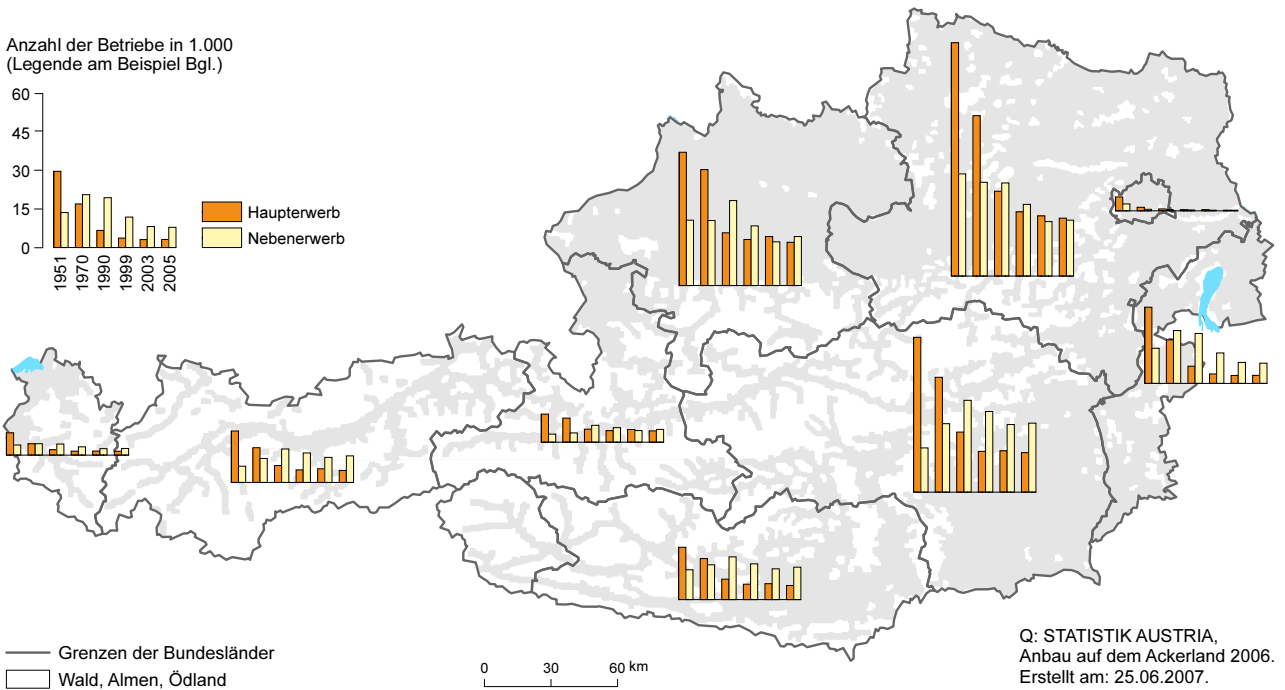 Anzahl der Betriebe in 1.000
(Legende am Beispiel Bgl.)
60
45
30
15
0
1951
1970
1990
1999
2003
2005
Haupterwerb
Nebenerwerb
Grenzen der Bundesländer
Wald, Almen, Ödland
0 30 60 km
Q: STATISTIK AUSTRIA,
Anbau auf dem Ackerland 2006.
Erstellt am: 25.06.2007.